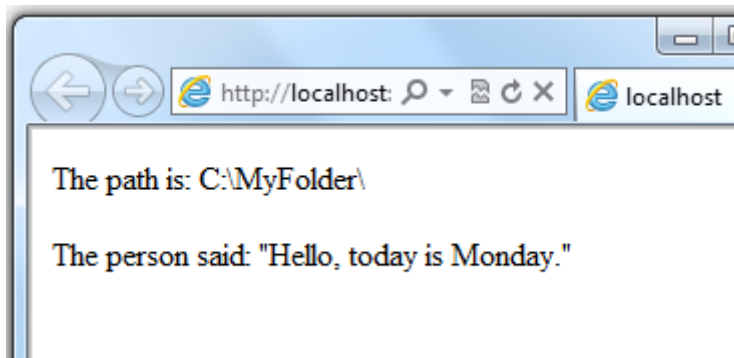 http://localhost: localhost
The path is: C:\MyFolder\
The person said: "Hello, today is Monday."